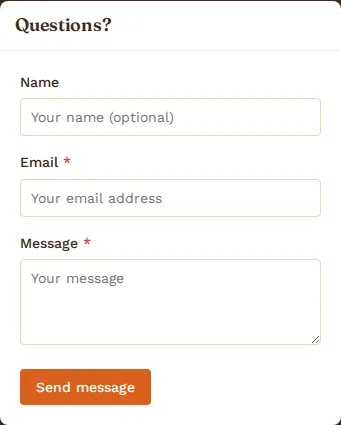 Questions?
Name
Your name (optional)
Email *
Your email address
Message *
Your message
Send message